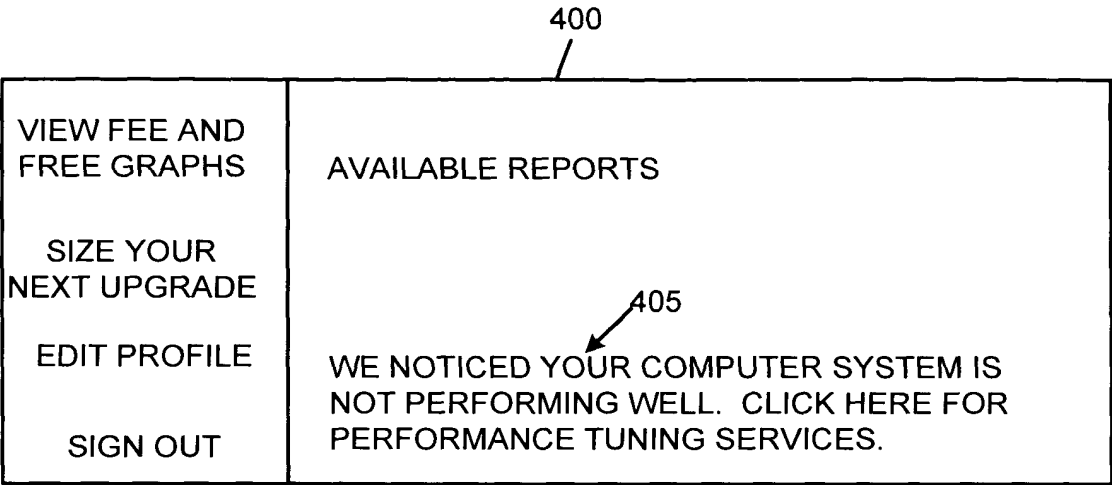 400
VIEW FEE AND
FREE GRAPHS
SIZE YOUR
NEXT UPGRADE
EDIT PROFILE
SIGN OUT
AVAILABLE REPORTS
405
WE NOTICED YOUR COMPUTER SYSTEM IS
NOT PERFORMING WELL. CLICK HERE FOR
PERFORMANCE TUNING SERVICES.